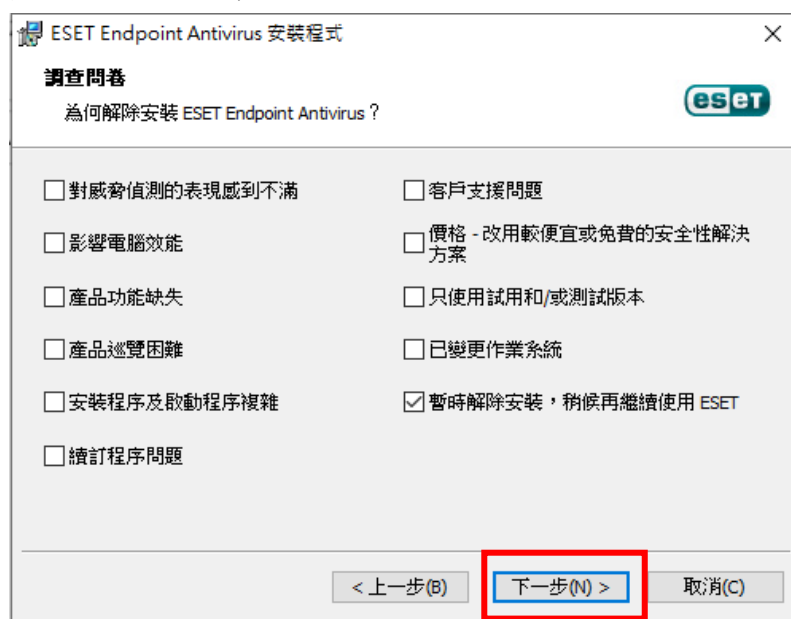 ESET Endpoint Antivirus 安裝程式
調查問卷
為何解除安裝 ESET Endpoint Antivirus？
eseT
對威脅偵測的表現感到不滿
客戶支援問題
影響電腦效能
價格 - 改用較便宜或免費的安全性解決
方案
產品功能缺失
只使用試用和/或測試版本
產品巡覽困難
已變更作業系統
安裝程序及啟動程序複雜
暫時解除安裝，稍候再繼續使用 ESET
續訂程序問題
< 上一步(B)
下一步(N) >
取消(C)